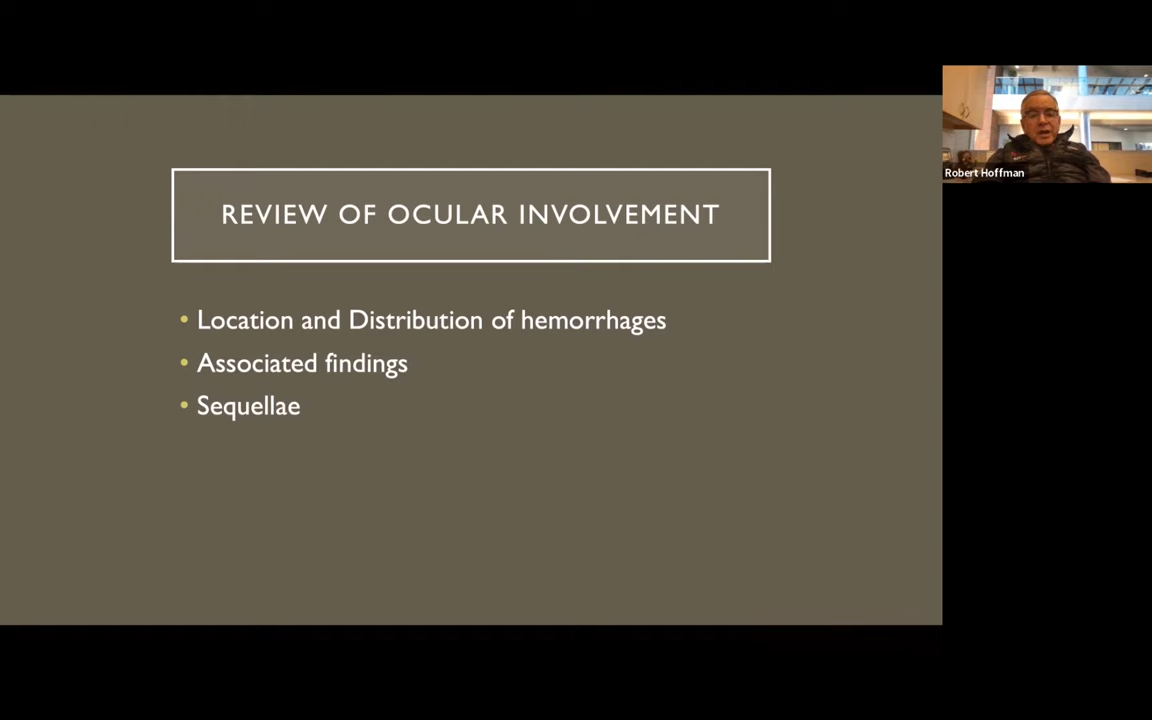 REVIEW OF OCULAR INVOLVEMENT
• Location and Distribution of hemorrhages
• Associated findings
• Sequellae
Robert Hoffman